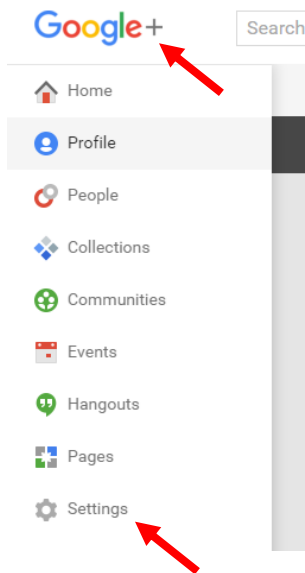 Google+
Search
Home
Profile
People
Collections
Communities
Events
Hangouts
Pages
Settings